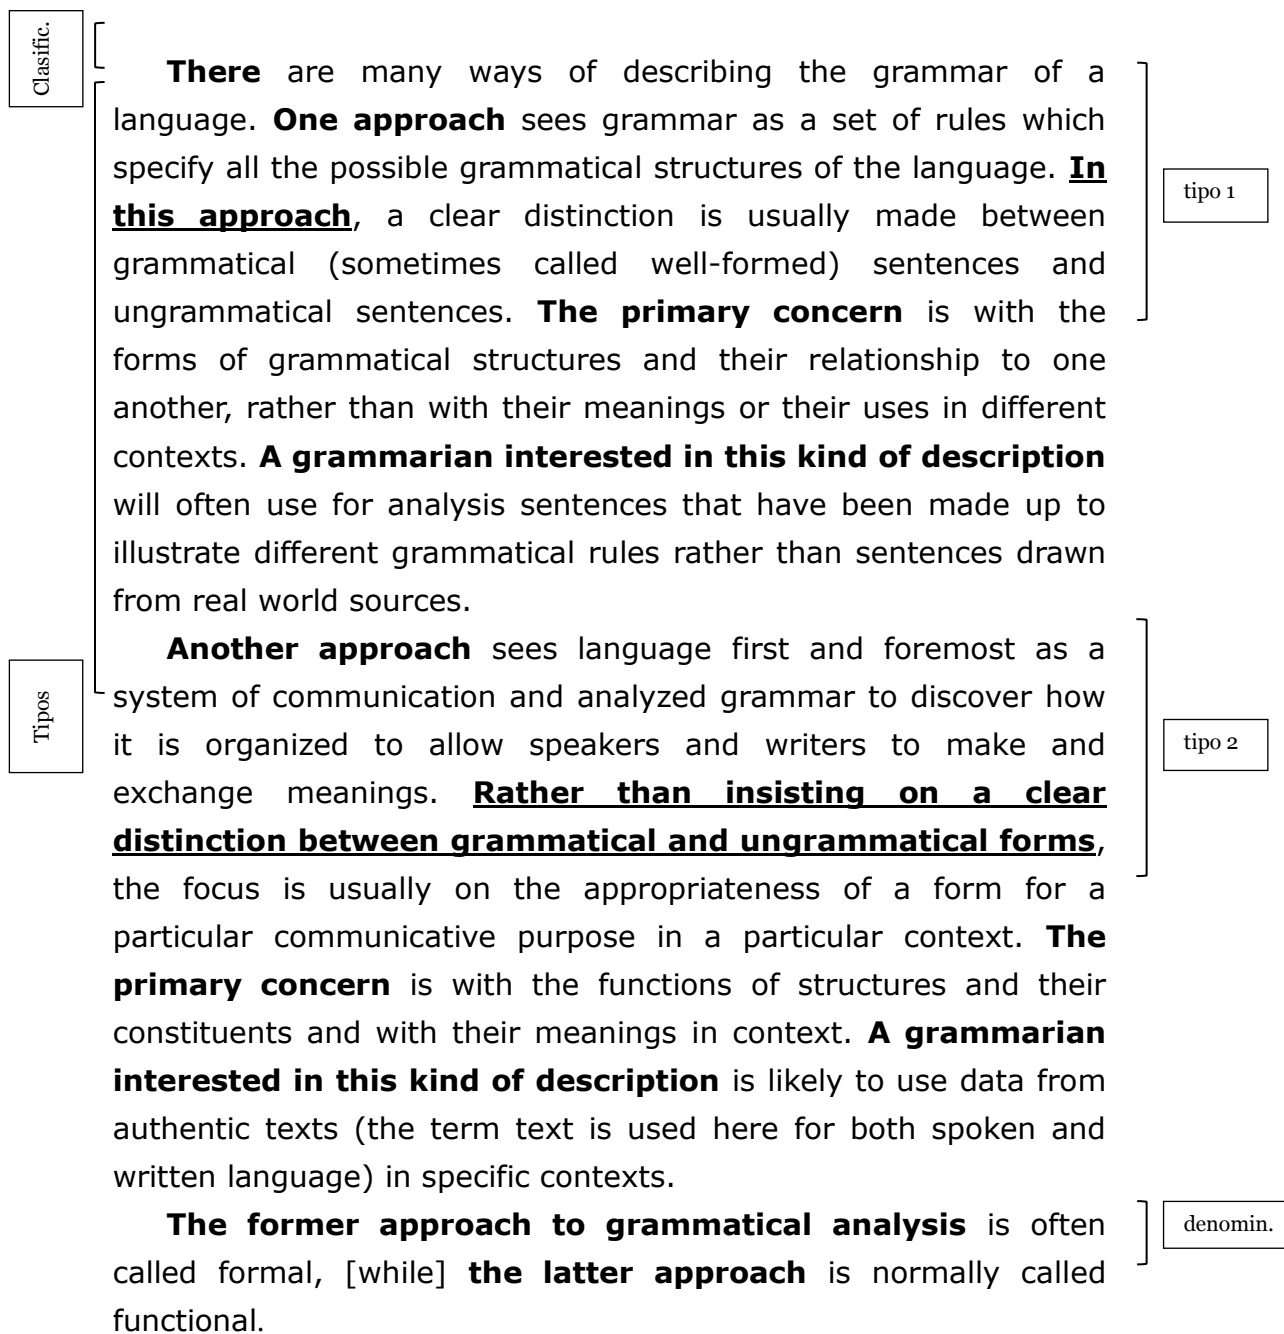 Clasific.
There are many ways of describing the grammar of a
language. One approach sees grammar as a set of rules which
specify all the possible grammatical structures of the language. In
this approach, a clear distinction is usually made between
grammatical (sometimes called well-formed) sentences and
ungrammatical sentences. The primary concern is with the
forms of grammatical structures and their relationship to one
another, rather than with their meanings or their uses in different
contexts. A grammarian interested in this kind of description
will often use for analysis sentences that have been made up to
illustrate different grammatical rules rather than sentences drawn
from real world sources.
tipo 1
Tipos
Another approach sees language first and foremost as a
system of communication and analyzed grammar to discover how
it is organized to allow speakers and writers to make and
exchange meanings. Rather than insisting on a clear
distinction between grammatical and ungrammatical forms,
the focus is usually on the appropriateness of a form for a
particular communicative purpose in a particular context. The
primary concern is with the functions of structures and their
constituents and with their meanings in context. A grammarian
interested in this kind of description is likely to use data from
authentic texts (the term text is used here for both spoken and
written language) in specific contexts.
tipo 2
The former approach to grammatical analysis is often
called formal, [while] the latter approach is normally called
functional.
denomin.